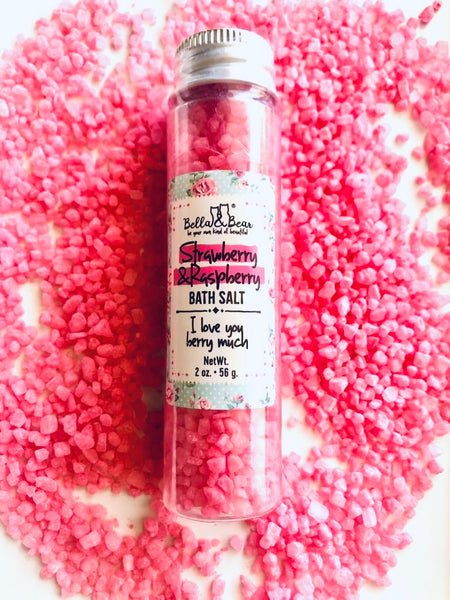 Bella & Bear®
be your own kind of beautiful
Strawberry
&Raspberry
BATH SALT
I love you
berry much
NetWt.
2 oz. • 56 g.